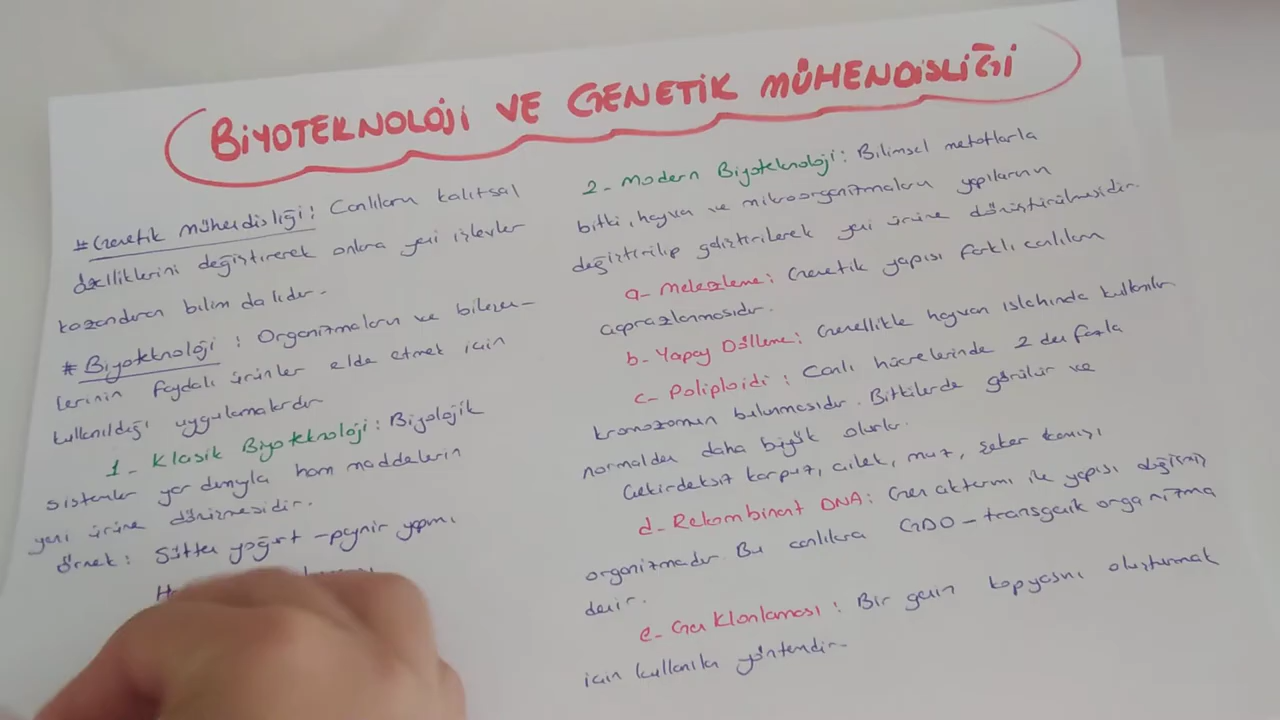 BİYOTEKNOLOJİ VE GENETİK MÜHENDİSLİĞİ
# Genetik mühendisliği: Canlıların kalıtsal
özelliklerini değiştirerek onlara yeni işlevler
kazandıran bilim dalıdır.
# Biyoteknoloji : Organizmaların ve bileşen-
lerinin faydalı ürünler elde etmek için
kullanıldığı uygulamalardır
1- Klasik Biyoteknoloji: Biyolojik
sistemler yardımıyla ham maddelerin
yeni ürüne dönüşmesidir.
Örnek: Sütten yoğurt -peynir yapımı
2- Modern Biyoteknoloji: Bilimsel metotlarla
bitki, hayvan ve mikroorganizmaların yapılarının
değiştirilip geliştirilerek yeni ürüne dönüştürülmesidir.
a- Melezleme: Genetik yapısı farklı canlıların
çaprazlanmasıdır.
b- Yapay Dölleme: Genellikle hayvan ıslahında kullanılır
c- Poliploidi: Canlı hücrelerinde 2 den fazla
kromozomun bulunmasıdır. Bitkilerde görülür ve
normalden daha büyük olurlar.
Çekirdeksiz karpuz, çilek, muz, şeker kamışı
d- Rekombinant DNA: Gen aktarımı ile yapısı değişmiş
organizmadır. Bu canlılara GDO - transgenik organizma
denir.
e- Gen Klonlaması : Bir genin kopyasını oluşturmak
için kullanılan yöntemdir.